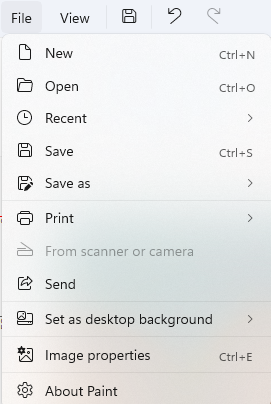 File View
New Ctrl+N
Open Ctrl+O
Recent
Save Ctrl+S
Save as
Print
From scanner or camera
Send
Set as desktop background
Image properties Ctrl+E
About Paint